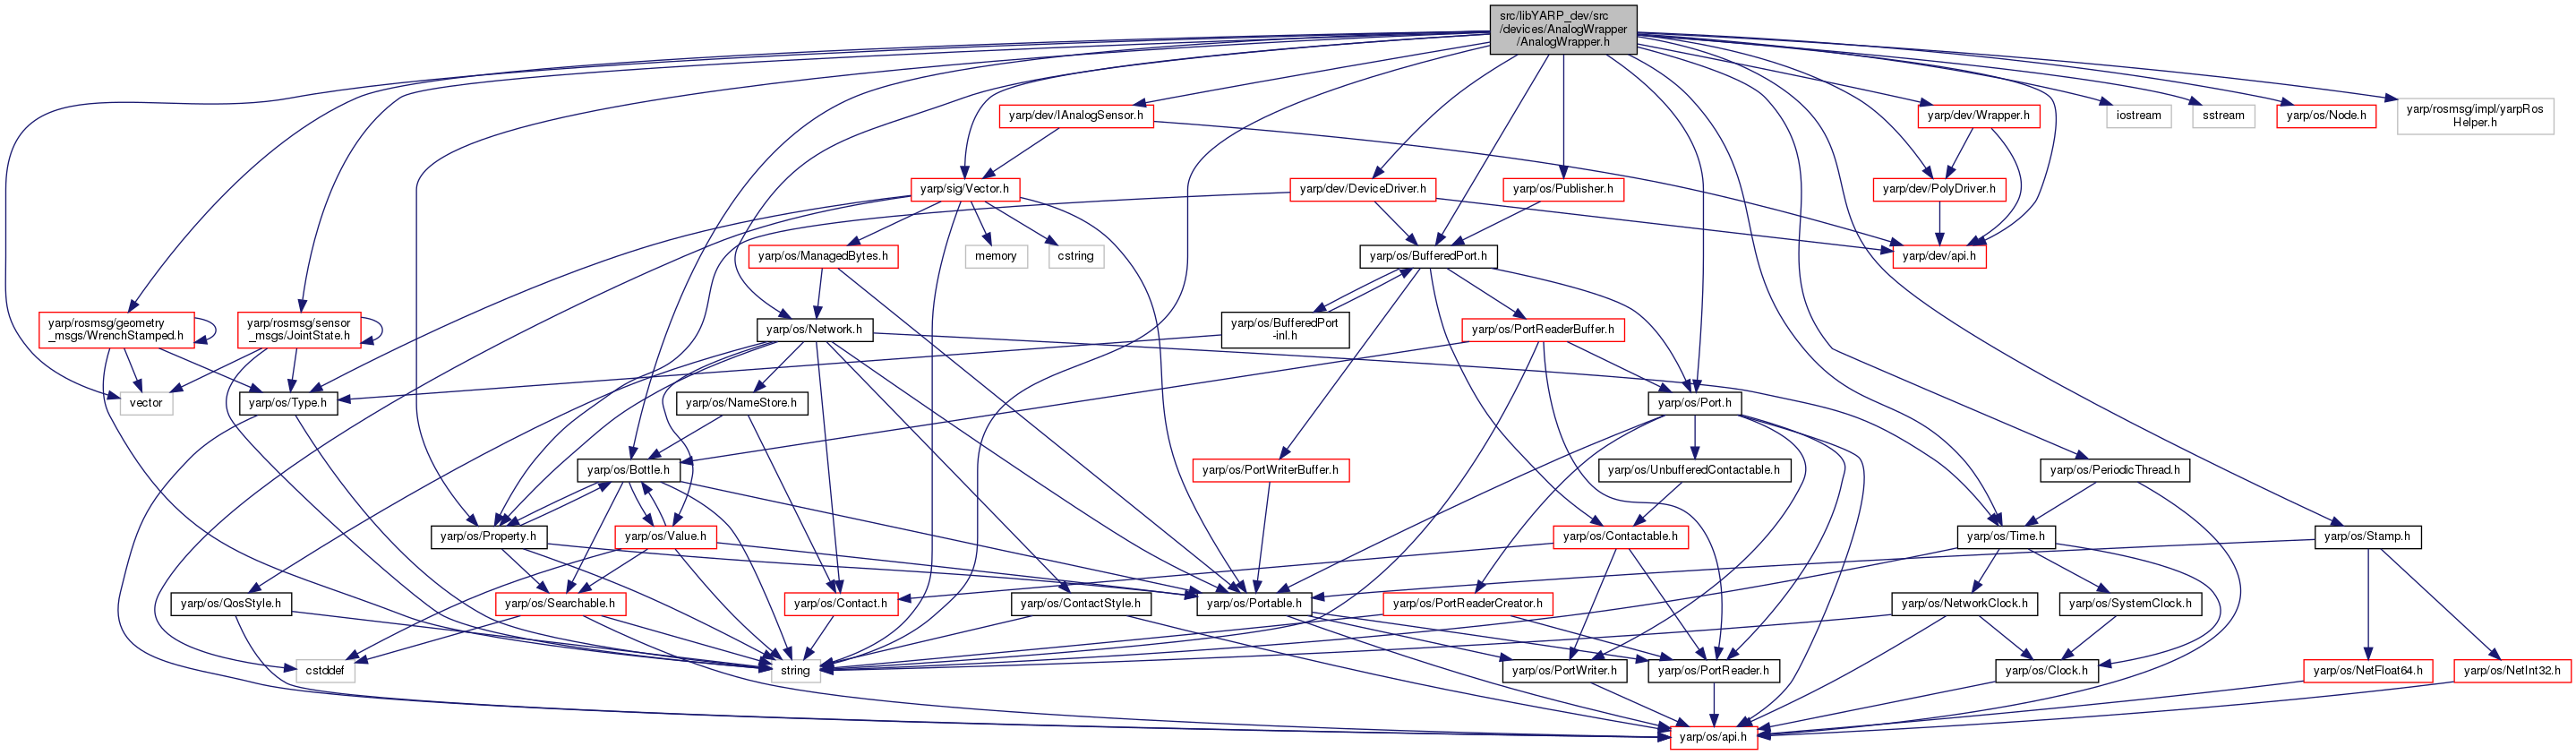 src/libYARP_dev/src
/devices/AnalogWrapper
/AnalogWrapper.h
yarp/dev/IAnalogSensor.h
yarp/dev/Wrapper.h
iostream
sstream
yarp/os/Node.h
yarp/rosmsg/impl/yarpRos
Helper.h
yarp/sig/Vector.h
yarp/dev/DeviceDriver.h
yarp/os/Publisher.h
yarp/dev/PolyDriver.h
yarp/os/ManagedBytes.h
memory
cstring
yarp/os/BufferedPort.h
yarp/dev/api.h
yarp/rosmsg/geometry
_msgs/WrenchStamped.h
yarp/rosmsg/sensor
_msgs/JointState.h
yarp/os/Network.h
yarp/os/BufferedPort
-inl.h
yarp/os/PortReaderBuffer.h
vector
yarp/os/Type.h
yarp/os/NameStore.h
yarp/os/Port.h
yarp/os/Bottle.h
yarp/os/PortWriterBuffer.h
yarp/os/UnbufferedContactable.h
yarp/os/PeriodicThread.h
yarp/os/Property.h
yarp/os/Value.h
yarp/os/Contactable.h
yarp/os/Time.h
yarp/os/Stamp.h
yarp/os/QosStyle.h
yarp/os/Searchable.h
yarp/os/Contact.h
yarp/os/ContactStyle.h
yarp/os/Portable.h
yarp/os/PortReaderCreator.h
yarp/os/NetworkClock.h
yarp/os/SystemClock.h
cstddef
string
yarp/os/PortWriter.h
yarp/os/PortReader.h
yarp/os/Clock.h
yarp/os/NetFloat64.h
yarp/os/NetInt32.h
yarp/os/api.h